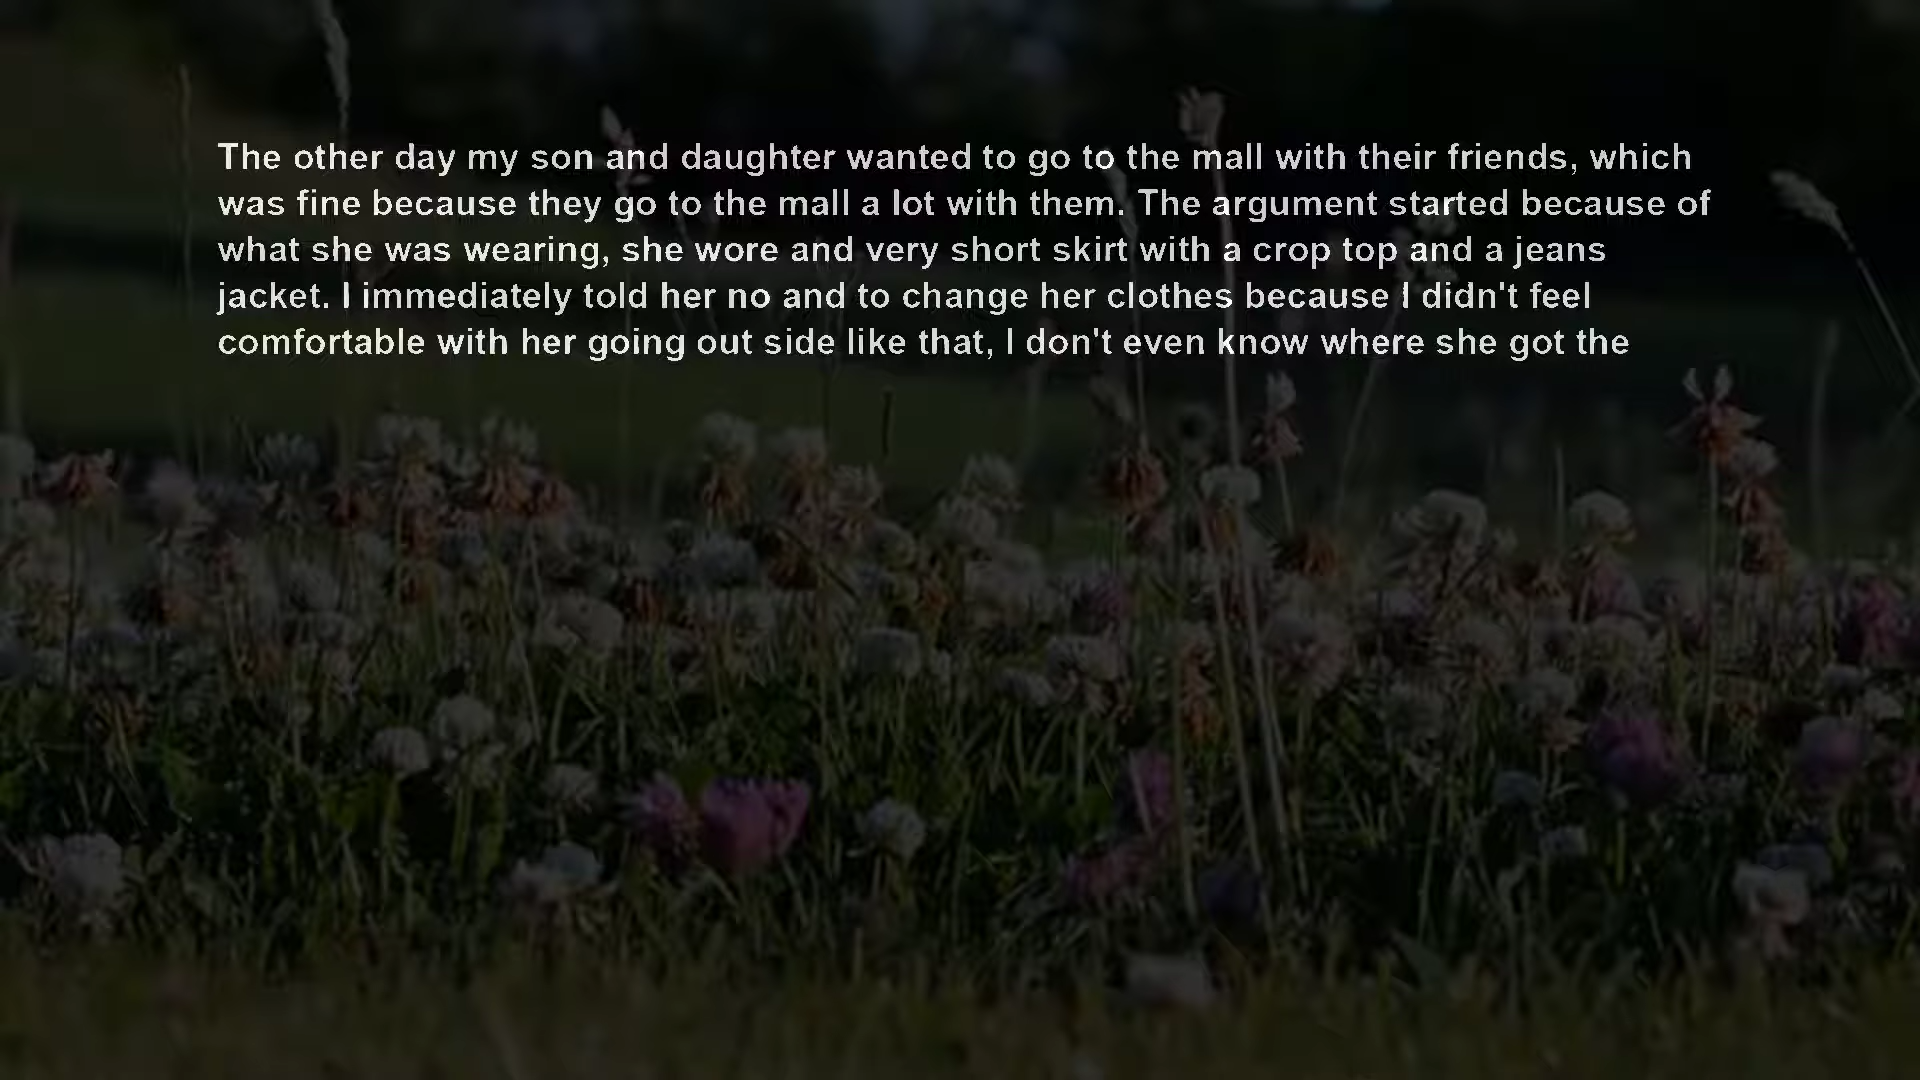 The other day my son and daughter wanted to go to the mall with their friends, which
was fine because they go to the mall a lot with them. The argument started because of
what she was wearing, she wore and very short skirt with a crop top and a jeans
jacket. I immediately told her no and to change her clothes because I didn't feel
comfortable with her going out side like that, I don't even know where she got the